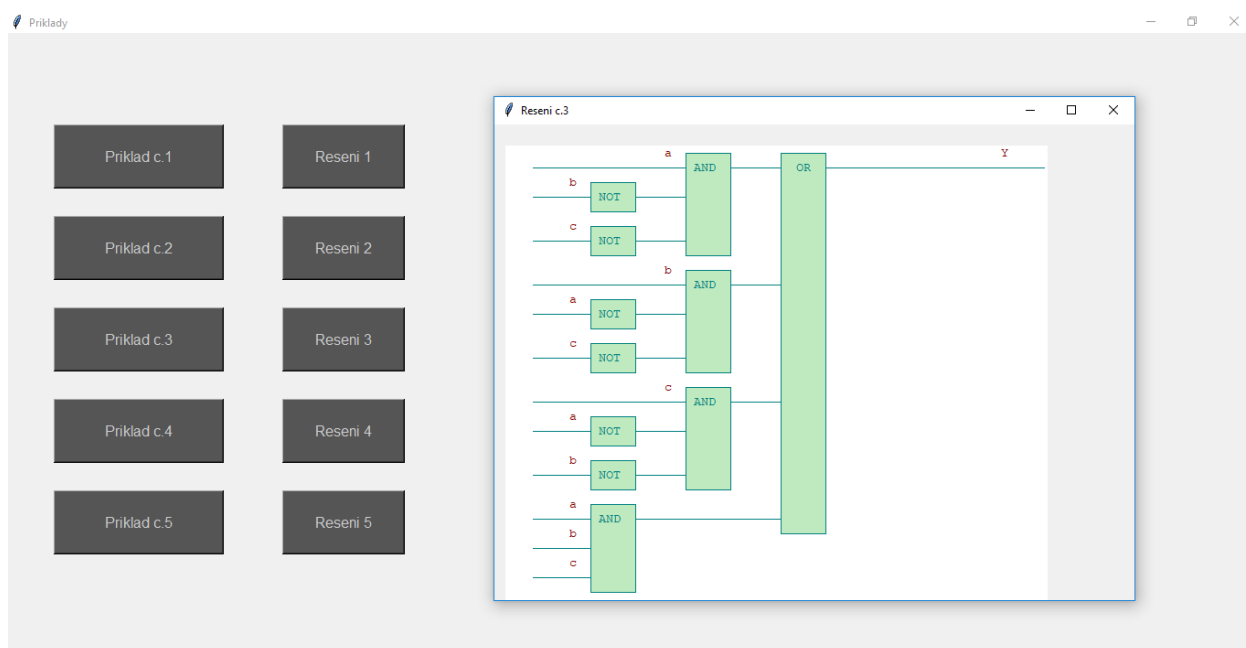 Priklady
Priklad c.1
Reseni 1
Priklad c.2
Reseni 2
Priklad c.3
Reseni 3
Priklad c.4
Reseni 4
Priklad c.5
Reseni 5
Reseni c.3
a
Y
AND
OR
b
NOT
c
NOT
b
AND
a
NOT
c
NOT
c
AND
a
NOT
b
NOT
a
AND
b
c